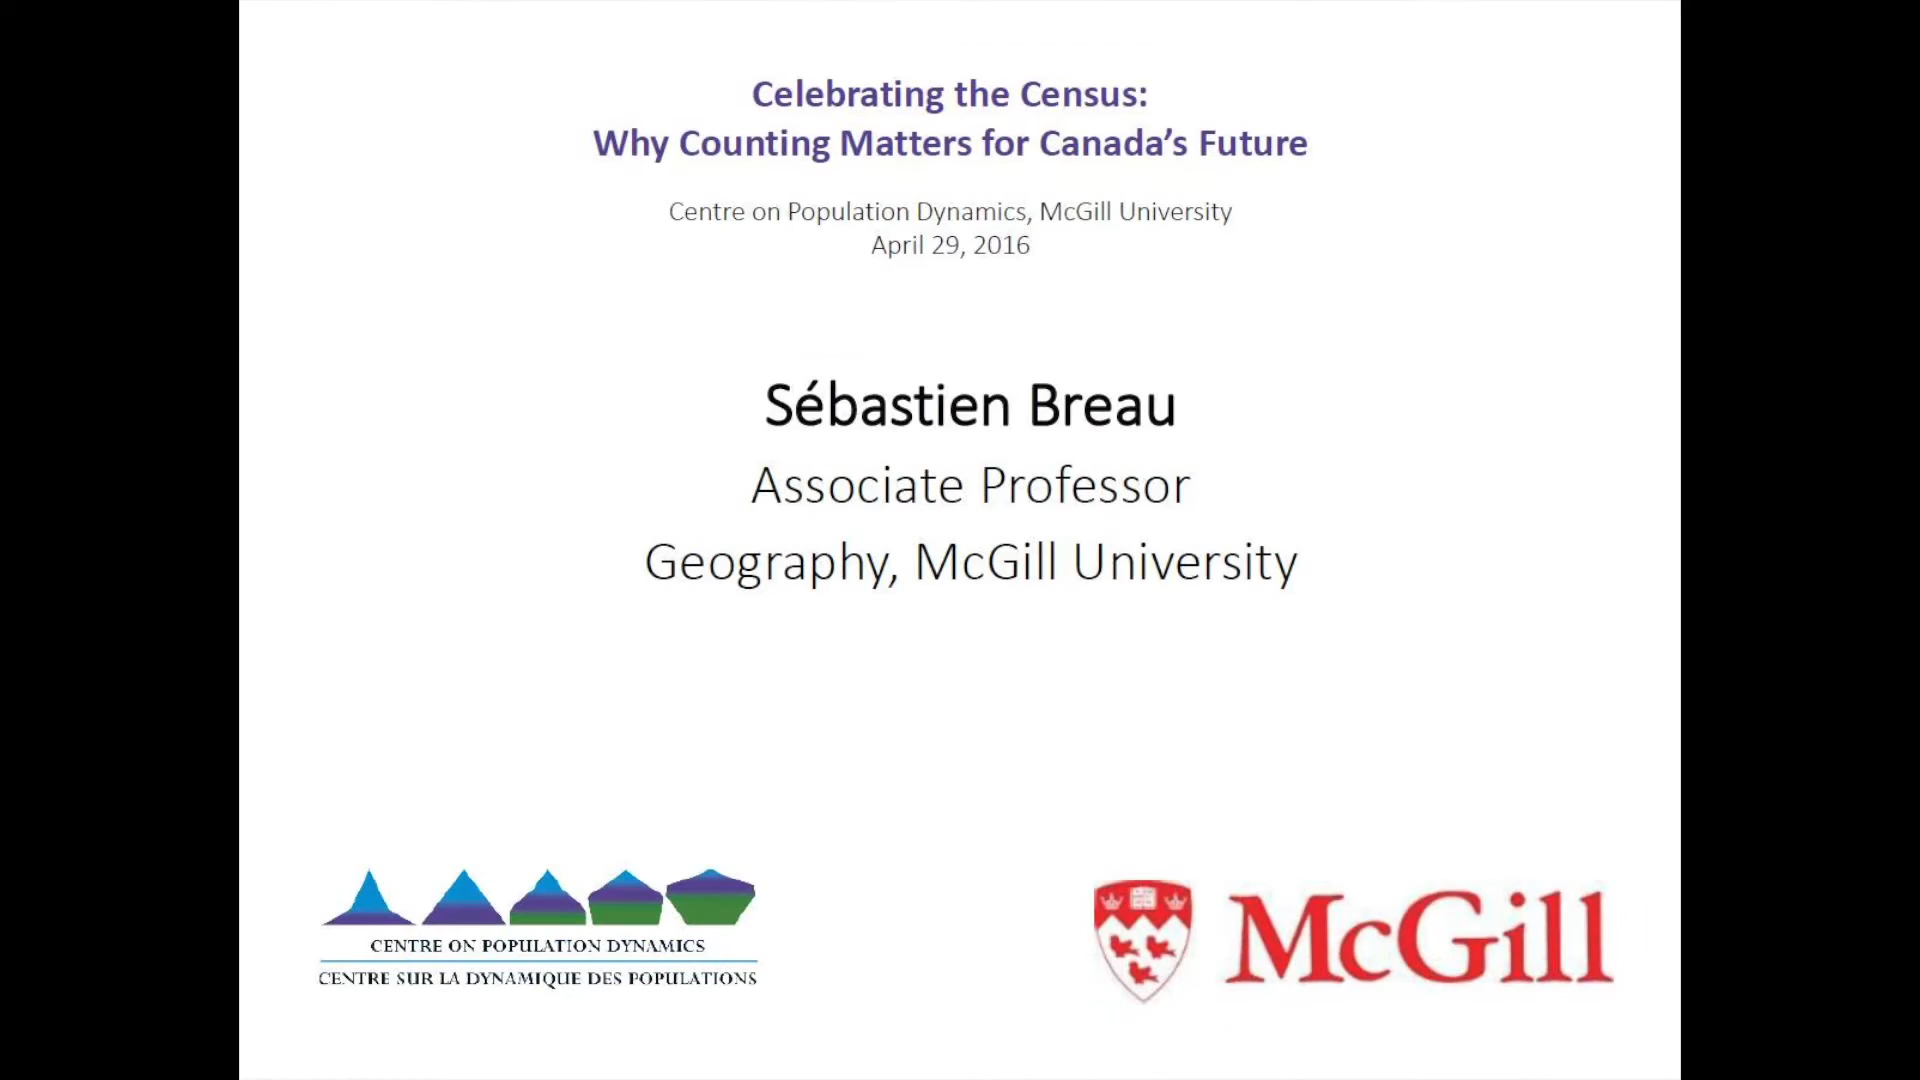 Celebrating the Census:
Why Counting Matters for Canada’s Future
Centre on Population Dynamics, McGill University
April 29, 2016
Sébastien Breau
Associate Professor
Geography, McGill University
CENTRE ON POPULATION DYNAMICS
CENTRE SUR LA DYNAMIQUE DES POPULATIONS
McGill